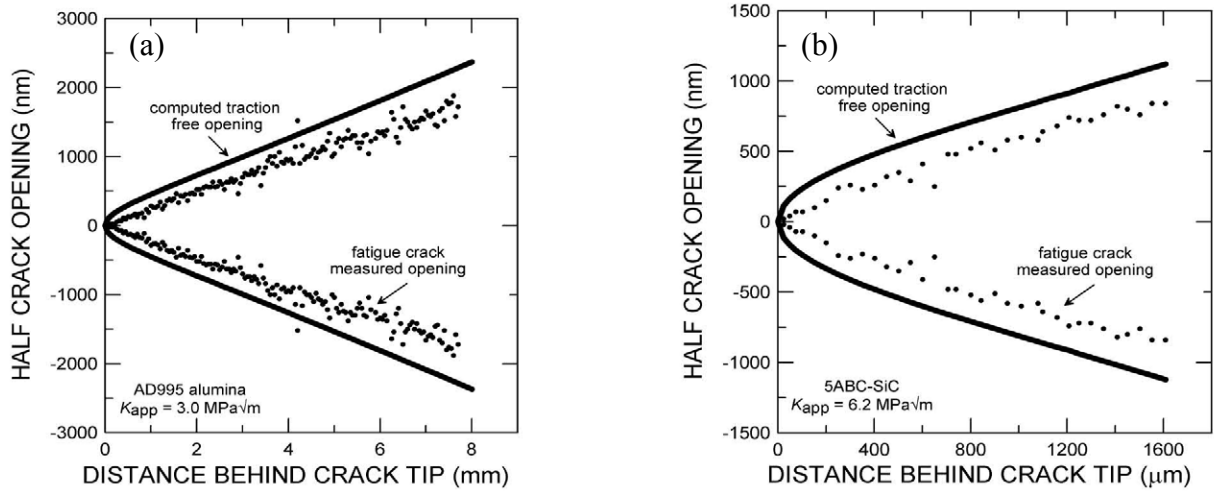 (a)
HALF CRACK OPENING (nm)
3000
2000
1000
0
-1000
-2000
-3000
computed traction
free opening
fatigue crack
measured opening
AD995 alumina
Kapp = 3.0 MPa√m
0 2 4 6 8
DISTANCE BEHIND CRACK TIP (mm)
(b)
HALF CRACK OPENING (nm)
1500
1000
500
0
-500
-1000
-1500
computed traction
free opening
fatigue crack
measured opening
5ABC-SiC
Kapp = 6.2 MPa√m
0 400 800 1200 1600
DISTANCE BEHIND CRACK TIP (μm)